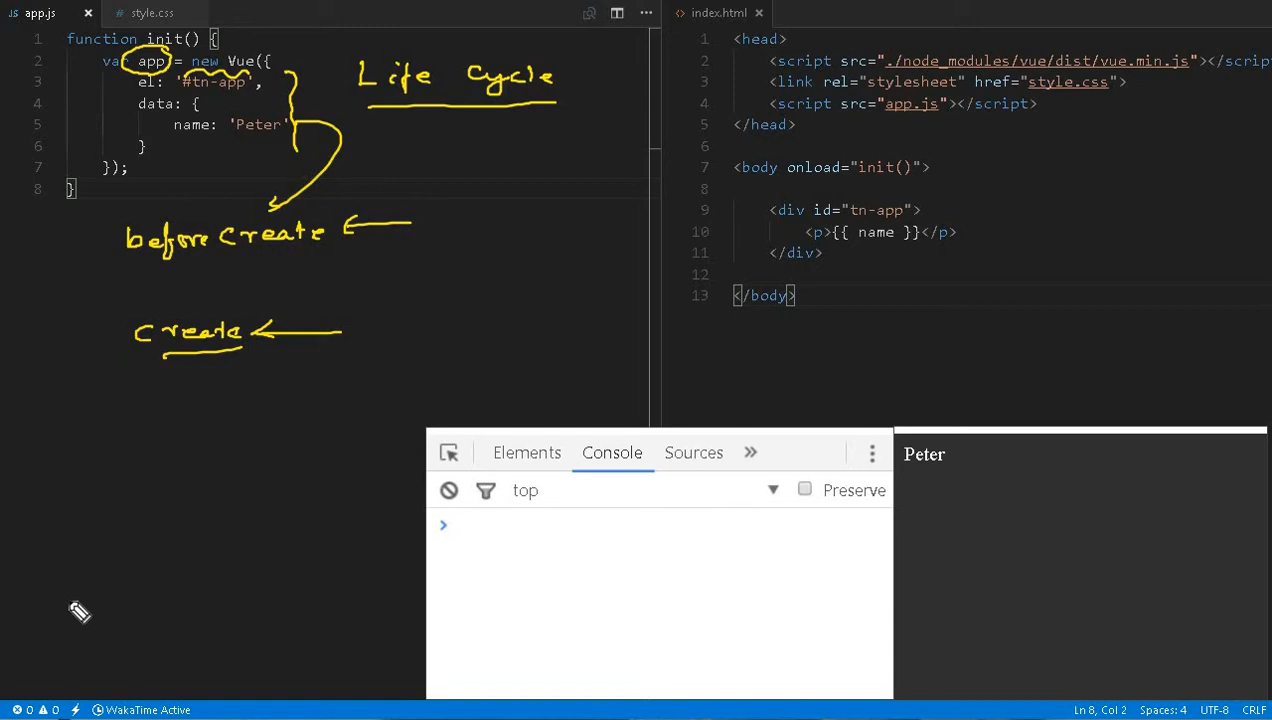 app.js
style.css
index.html
1 function init() {
2 var app = new Vue({
3 el: '#tn-app',
4 data: {
5 name: 'Peter'
6 }
7 });
8 }
Life Cycle
before Create
Create
1 <head>
2 <script src="./node_modules/vue/dist/vue.min.js"></scrip
3 <link rel="stylesheet" href="style.css">
4 <script src="app.js"></script>
5 </head>
6
7 <body onload="init()">
8
9 <div id="tn-app">
10 <p>{{ name }}</p>
11 </div>
12
13 </body>
Elements Console Sources
top Preserve
Peter
0 0 WakaTime Active
Ln 8, Col 2 Spaces: 4 UTF-8 CRLF